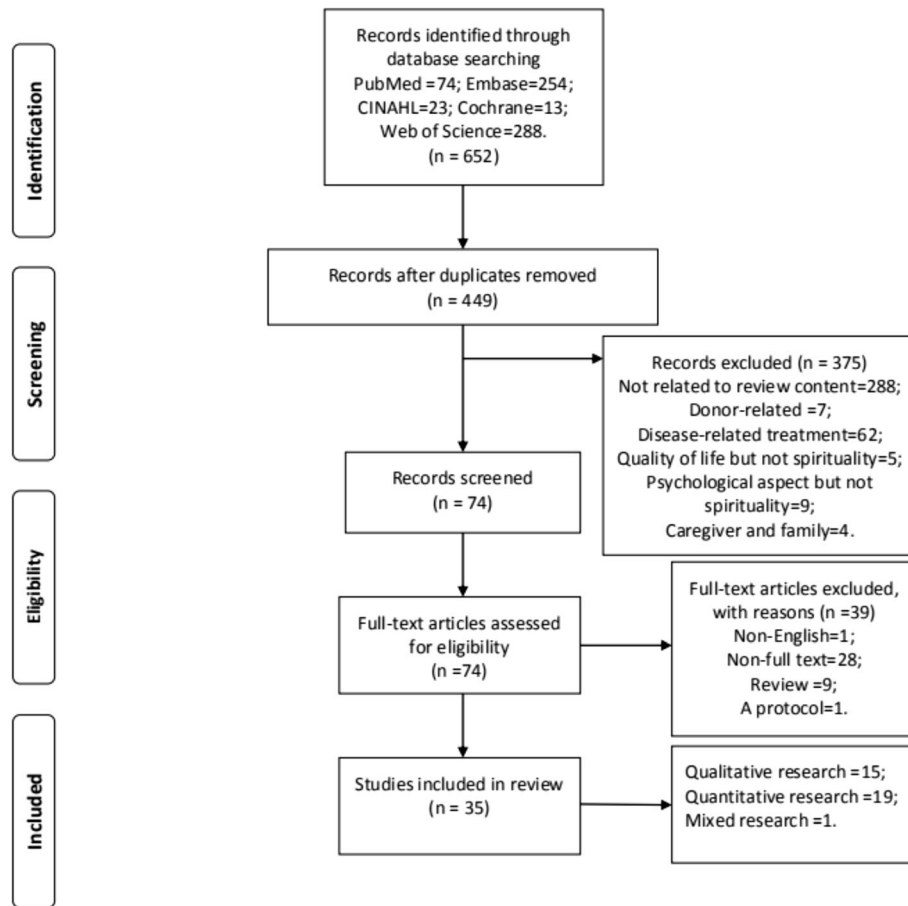 Identification
Records identified through
database searching
PubMed =74; Embase=254;
CINAHL=23; Cochrane=13;
Web of Science=288.
(n = 652)
Records after duplicates removed
(n = 449)
Screening
Records excluded (n = 375)
Not related to review content=288;
Donor-related =7;
Disease-related treatment=62;
Quality of life but not spirituality=5;
Psychological aspect but not
spirituality=9;
Caregiver and family=4.
Records screened
(n = 74)
Eligibility
Full-text articles assessed
for eligibility
(n =74)
Full-text articles excluded,
with reasons (n =39)
Non-English=1;
Non-full text=28;
Review =9;
A protocol=1.
Included
Studies included in review
(n = 35)
Qualitative research =15;
Quantitative research =19;
Mixed research =1.